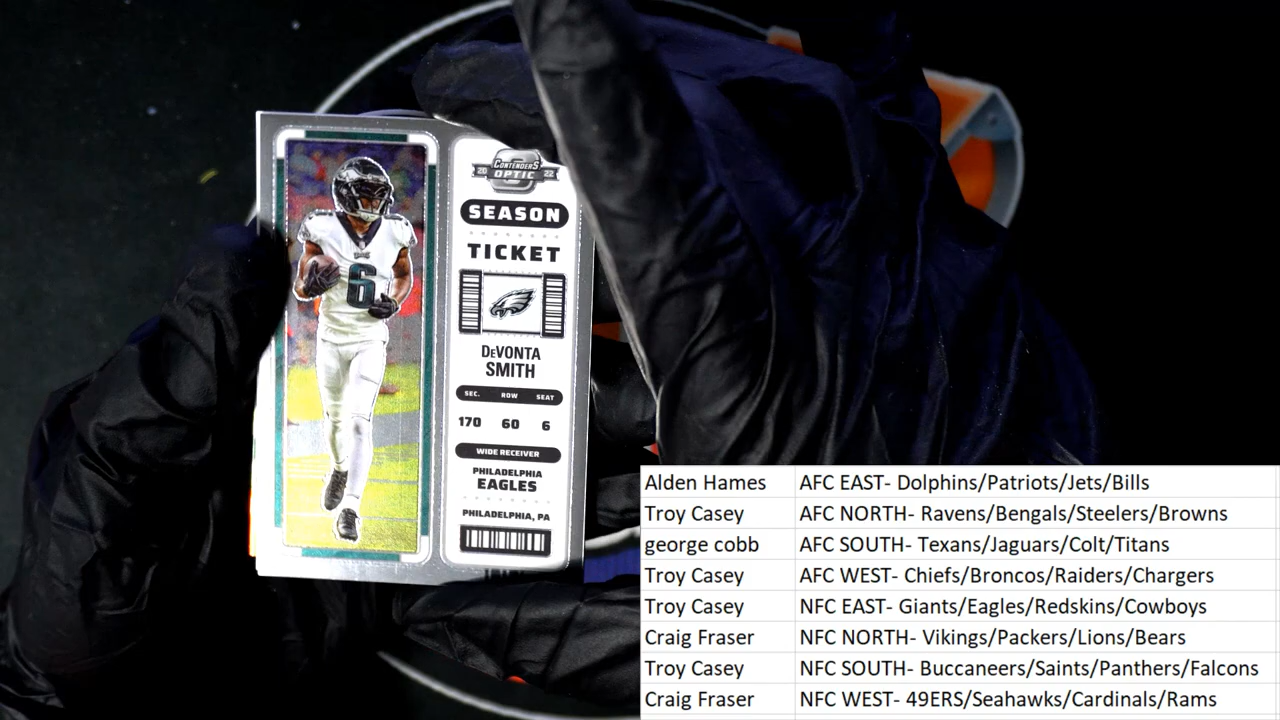 CONTENDERS
20 OPTIC 22
SEASON
TICKET
DEVONTA
SMITH
SEC. ROW SEAT
170 60 6
WIDE RECEIVER
PHILADELPHIA
EAGLES
PHILADELPHIA, PA
6
Alden Hames AFC EAST- Dolphins/Patriots/Jets/Bills
Troy Casey AFC NORTH- Ravens/Bengals/Steelers/Browns
george cobb AFC SOUTH- Texans/Jaguars/Colt/Titans
Troy Casey AFC WEST- Chiefs/Broncos/Raiders/Chargers
Troy Casey NFC EAST- Giants/Eagles/Redskins/Cowboys
Craig Fraser NFC NORTH- Vikings/Packers/Lions/Bears
Troy Casey NFC SOUTH- Buccaneers/Saints/Panthers/Falcons
Craig Fraser NFC WEST- 49ERS/Seahawks/Cardinals/Rams